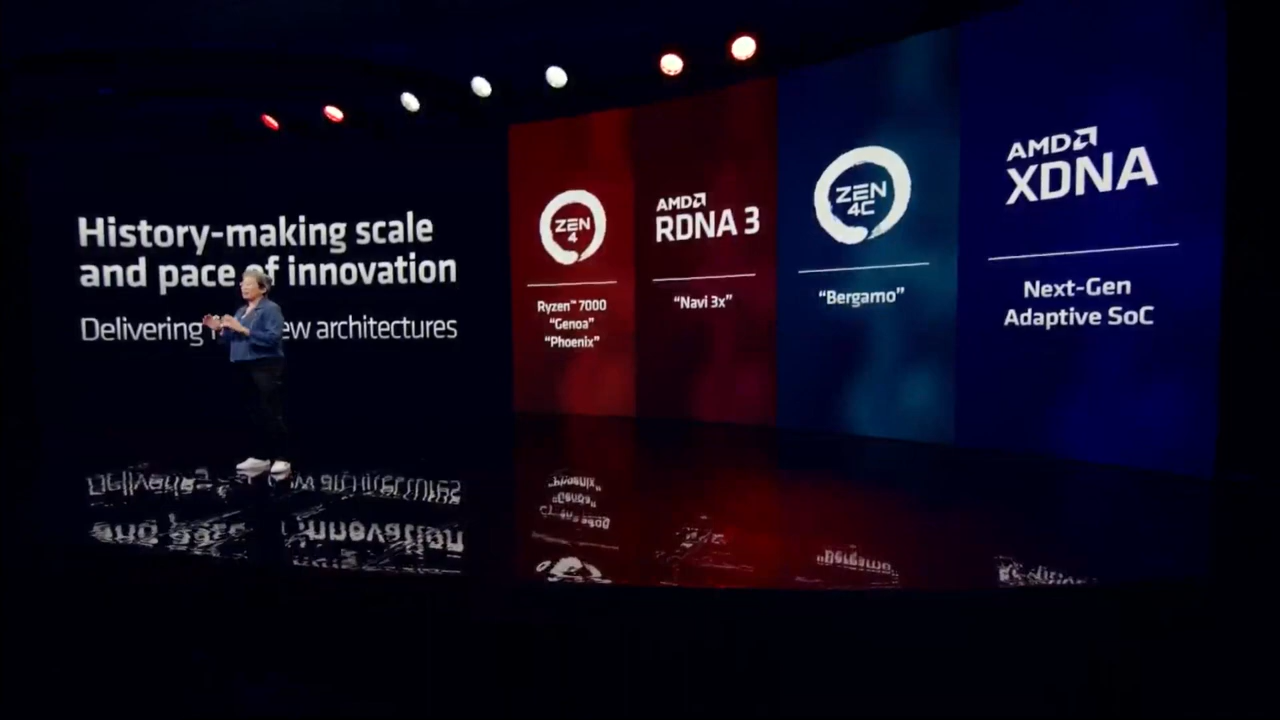 History-making scale
and pace of innovation
Delivering new architectures
ZEN
4
Ryzen™ 7000
“Genoa”
“Phoenix”
AMD
RDNA 3
“Navi 3x”
ZEN
4C
“Bergamo”
AMD
XDNA
Next-Gen
Adaptive SoC